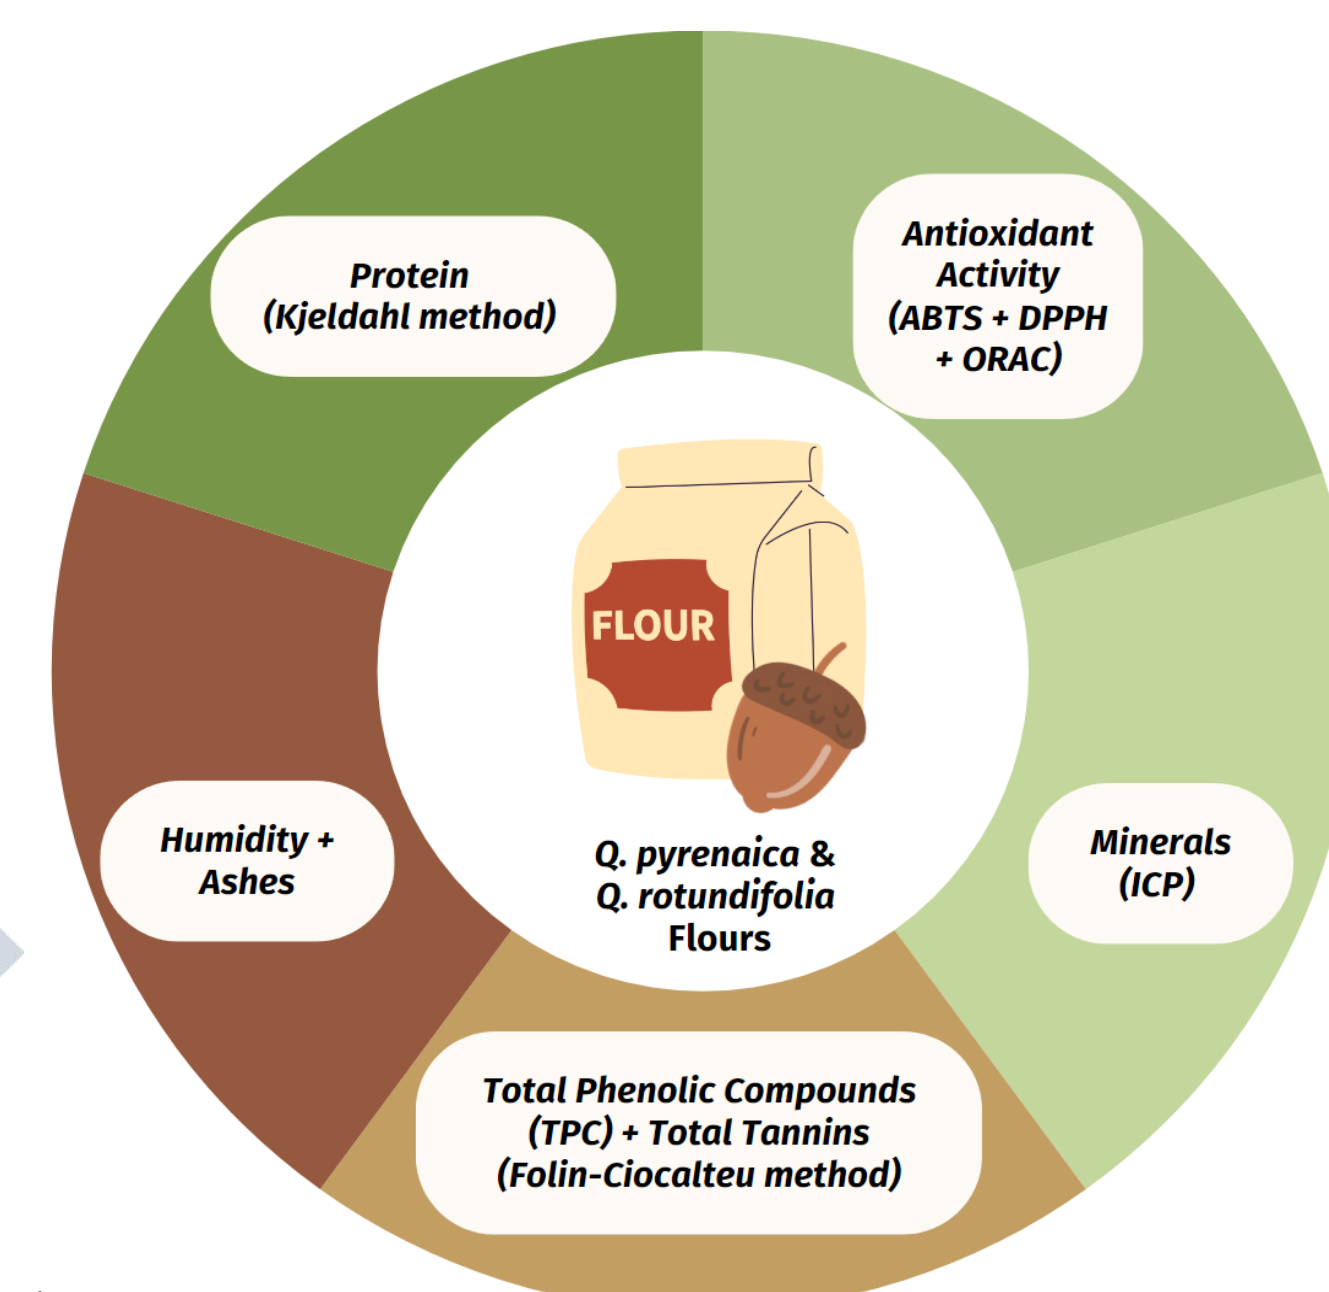 Protein
(Kjeldahl method)
Antioxidant
Activity
(ABTS + DPPH
+ ORAC)
FLOUR
Humidity +
Ashes
Q. pyrenaica &
Q. rotundifolia
Flours
Minerals
(ICP)
Total Phenolic Compounds
(TPC) + Total Tannins
(Folin-Ciocalteu method)